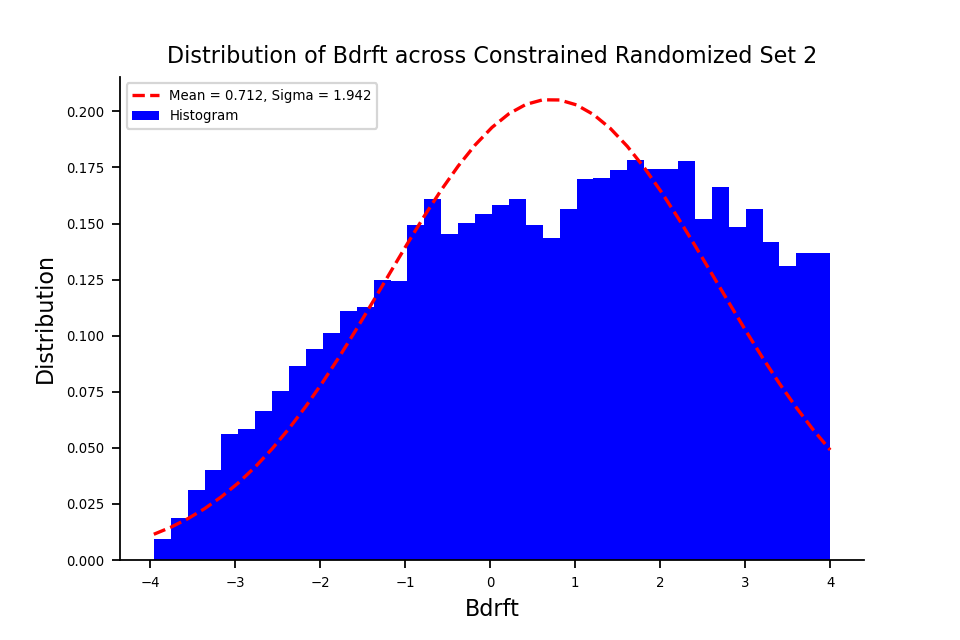 Distribution of Bdrft across Constrained Randomized Set 2
Mean = 0.712, Sigma = 1.942
Histogram
0.200
0.175
0.150
0.125
0.100
0.075
0.050
0.025
0.000
Distribution
−4 −3 −2 −1 0 1 2 3 4
Bdrft